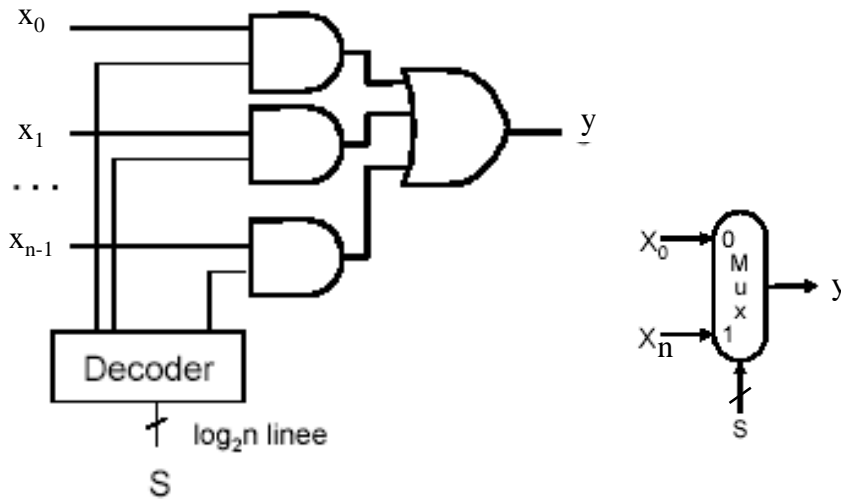 x₀
x₁
...
xₙ₋₁
y
Decoder
log₂n linee
S
X₀
0
M
u
x
y
Xn
1
S